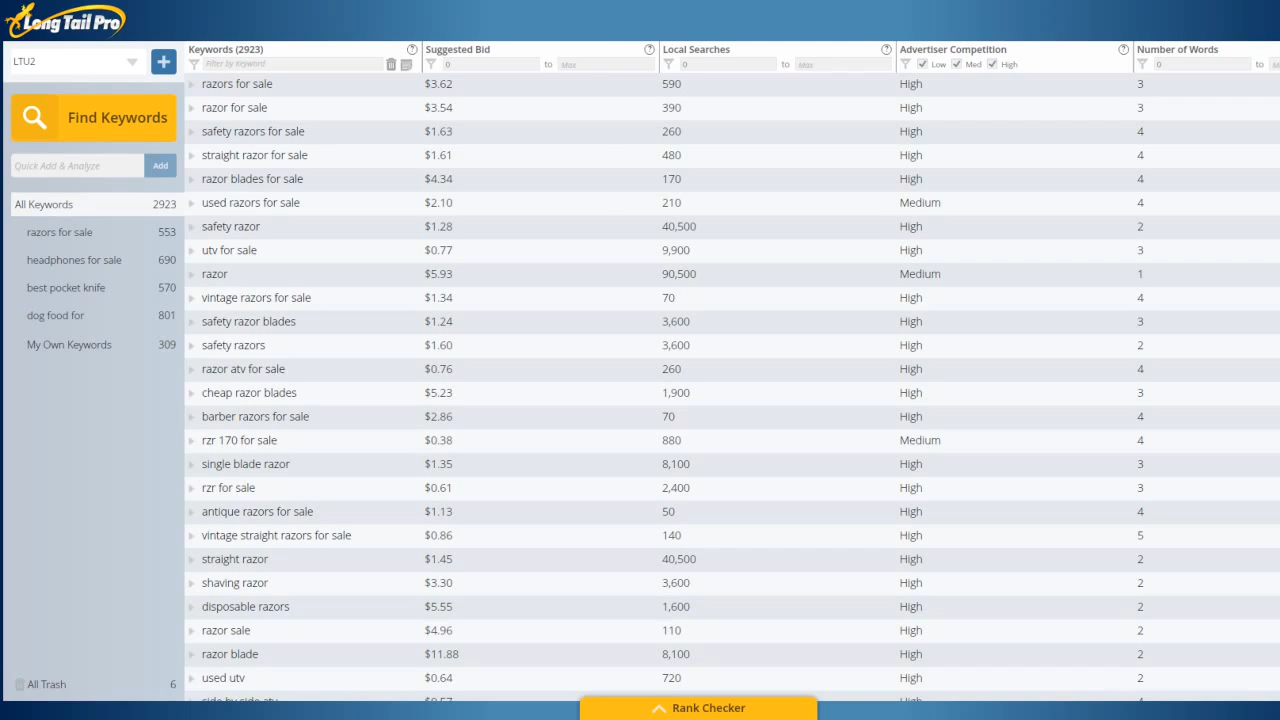 Long Tail Pro
LTU2
Find Keywords
Quick Add & Analyze Add
All Keywords 2923
razors for sale 553
headphones for sale 690
best pocket knife 570
dog food for 801
My Own Keywords 309
All Trash 6
Keywords (2923) Suggested Bid Local Searches Advertiser Competition Number of Words
Filter by Keyword 0 to Max 0 to Max Low Med High 0 to
razors for sale $3.62 590 High 3
razor for sale $3.54 390 High 3
safety razors for sale $1.63 260 High 4
straight razor for sale $1.61 480 High 4
razor blades for sale $4.34 170 High 4
used razors for sale $2.10 210 Medium 4
safety razor $1.28 40,500 High 2
utv for sale $0.77 9,900 High 3
razor $5.93 90,500 Medium 1
vintage razors for sale $1.34 70 High 4
safety razor blades $1.24 3,600 High 3
safety razors $1.60 3,600 High 2
razor atv for sale $0.76 260 High 4
cheap razor blades $5.23 1,900 High 3
barber razors for sale $2.86 70 High 4
rzr 170 for sale $0.38 880 Medium 4
single blade razor $1.35 8,100 High 3
rzr for sale $0.61 2,400 High 3
antique razors for sale $1.13 50 High 4
vintage straight razors for sale $0.86 140 High 5
straight razor $1.45 40,500 High 2
shaving razor $3.30 3,600 High 2
disposable razors $5.55 1,600 High 2
razor sale $4.96 110 High 2
razor blade $11.88 8,100 High 2
used utv $0.64 720 High 2
Rank Checker